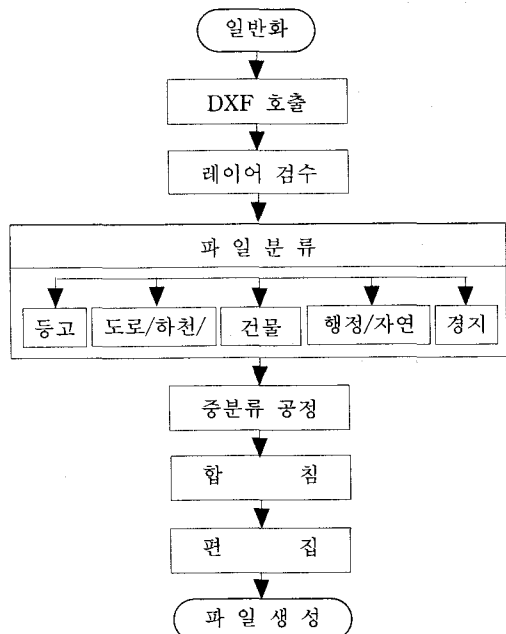 일반화
DXF 호출
레이어 검수
파 일 분 류
등고 도로/하천/ 건물 행정/자연 경지
중분류 공정
합 침
편 집
파 일 생 성